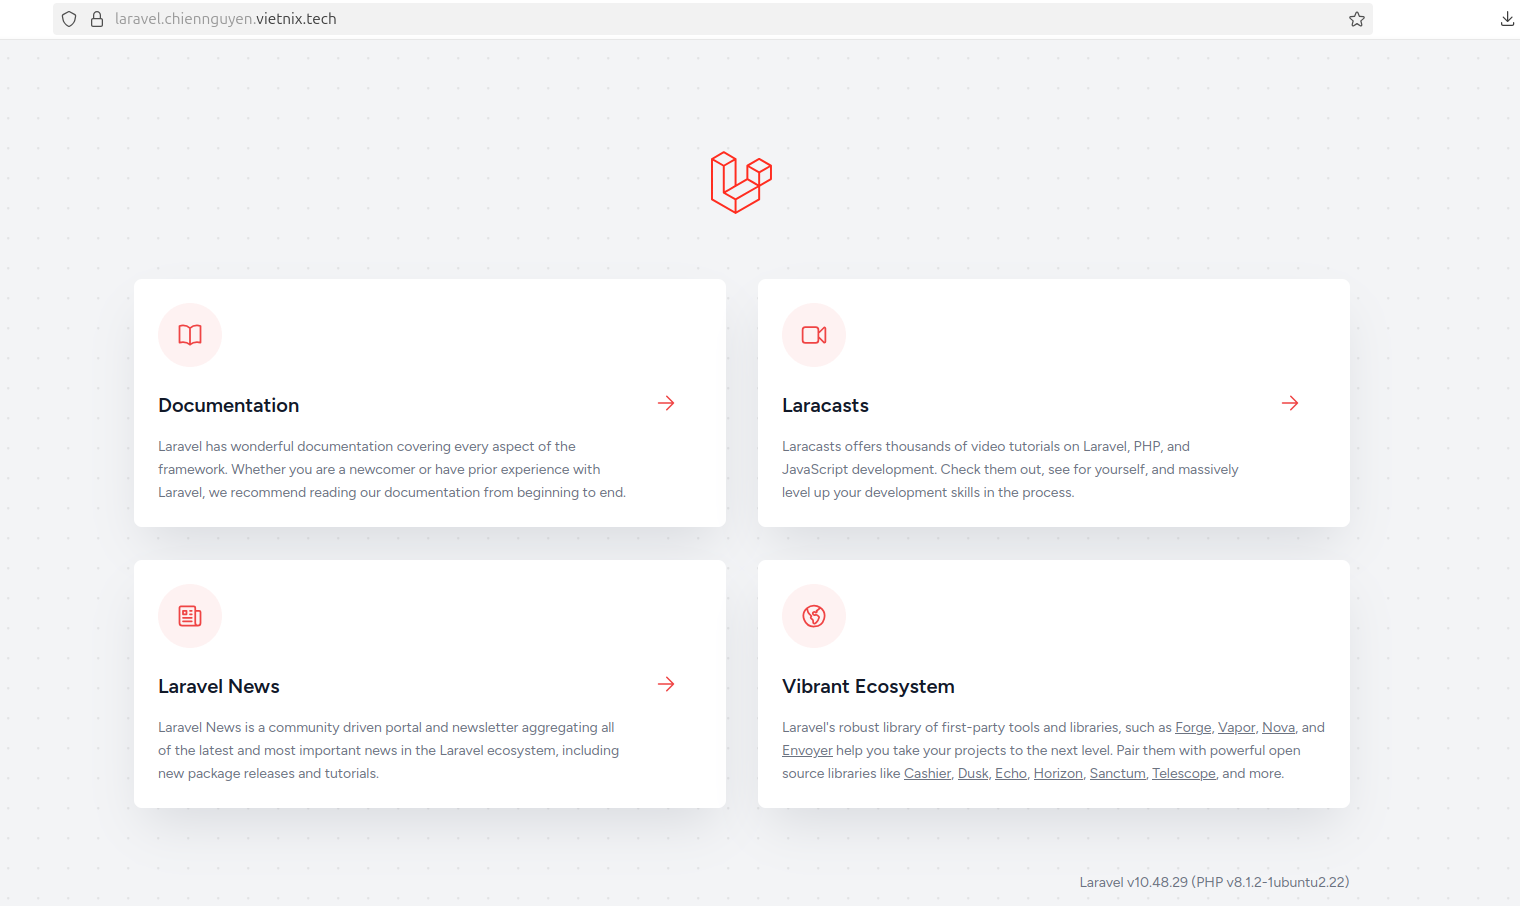 laravel.chiennguyen.vietnix.tech
Documentation
Laravel has wonderful documentation covering every aspect of the
framework. Whether you are a newcomer or have prior experience with
Laravel, we recommend reading our documentation from beginning to end.
Laracasts
Laracasts offers thousands of video tutorials on Laravel, PHP, and
JavaScript development. Check them out, see for yourself, and massively
level up your development skills in the process.
Laravel News
Laravel News is a community driven portal and newsletter aggregating all
of the latest and most important news in the Laravel ecosystem, including
new package releases and tutorials.
Vibrant Ecosystem
Laravel's robust library of first-party tools and libraries, such as Forge, Vapor, Nova, and
Envoyer help you take your projects to the next level. Pair them with powerful open
source libraries like Cashier, Dusk, Echo, Horizon, Sanctum, Telescope, and more.
Laravel v10.48.29 (PHP v8.1.2-1ubuntu2.22)